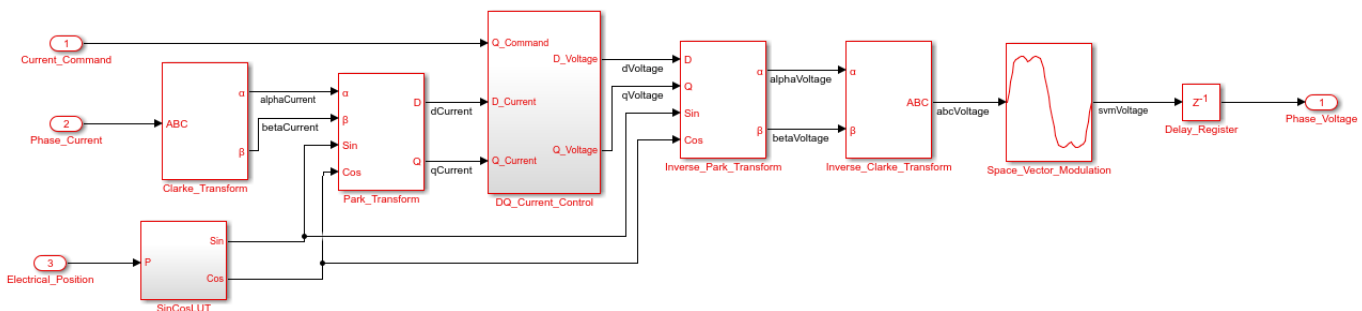 1
Current_Command
2
Phase_Current
3
Electrical_Position
ABC
α
β
Clarke_Transform
alphaCurrent
betaCurrent
P
Sin
Cos
SinCosLUT
α
β
Sin
Cos
D
Q
Park_Transform
dCurrent
qCurrent
Q_Command
D_Current
Q_Current
D_Voltage
Q_Voltage
DQ_Current_Control
dVoltage
qVoltage
D
Q
Sin
Cos
α
β
Inverse_Park_Transform
alphaVoltage
betaVoltage
α
β
ABC
Inverse_Clarke_Transform
abcVoltage
Space_Vector_Modulation
svmVoltage
Z-1
Delay_Register
1
Phase_Voltage